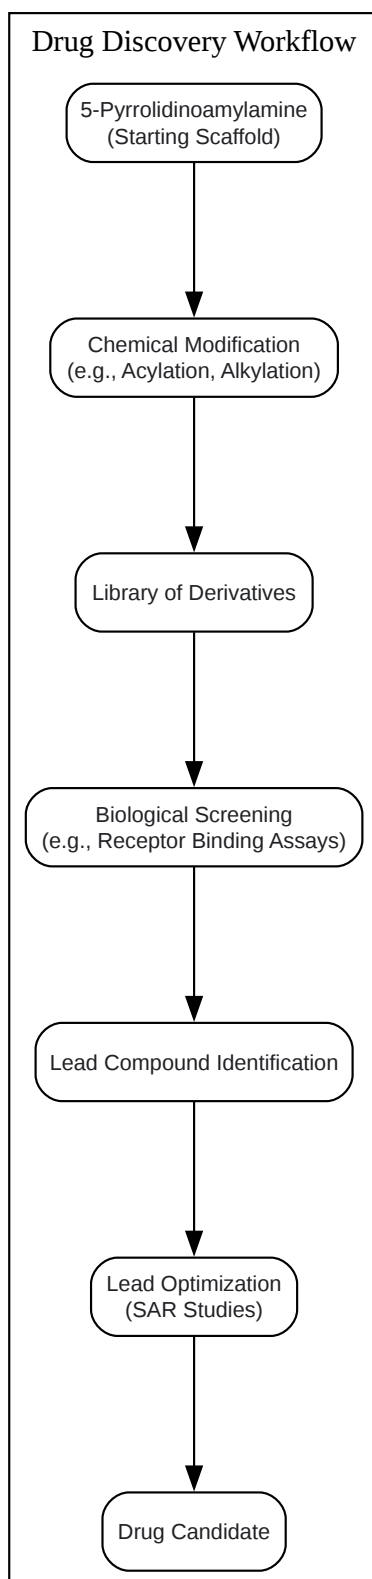 Drug Discovery Workflow
5-Pyrrolidinoamylamine
(Starting Scaffold)
Chemical Modification
(e.g., Acylation, Alkylation)
Library of Derivatives
Biological Screening
(e.g., Receptor Binding Assays)
Lead Compound Identification
Lead Optimization
(SAR Studies)
Drug Candidate